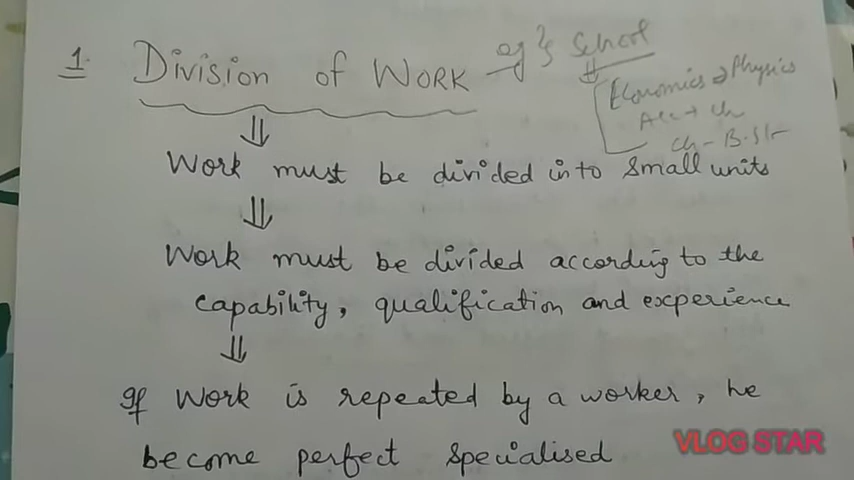 1. Division of Work - eg's School
Economics → Physics
Acc → Ch
Ch - B.St
⇓
Work must be divided into small units
⇓
Work must be divided according to the
capability, qualification and experience
⇓
If Work is repeated by a worker, he
become perfect specialised
VLOG STAR